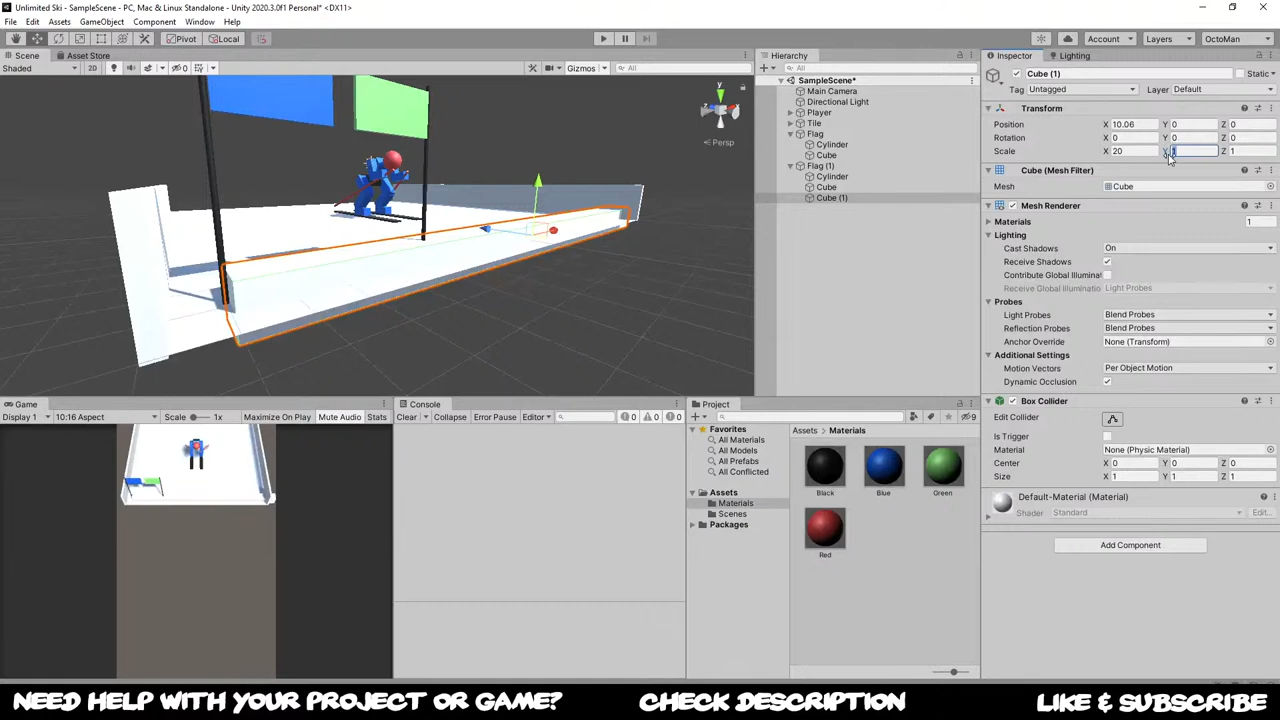 Unlimited Ski - SampleScene - PC, Mac & Linux Standalone - Unity 2020.3.0f1 Personal* <DX11>
File Edit Assets GameObject Component Window Help
Pivot Local Account Layers OctoMan
Scene Asset Store Hierarchy Inspector Lighting
Shaded 2D 0 Gizmos All All
Cube (1) Static
Tag Untagged Layer Default
SampleScene*
Main Camera
Directional Light
Player
Tile
Flag
Cylinder
Cube
Flag (1)
Cylinder
Cube
Cube (1)
y
Transform
Position X 10.06 Y 0 Z 0
Rotation X 0 Y 0 Z 0
Scale X 20 Y 1 Z 1
Cube (Mesh Filter)
Mesh Cube
Mesh Renderer
Materials 1
Lighting
Cast Shadows On
Receive Shadows
Contribute Global Illuminat
Receive Global Illuminatio Light Probes
Probes
Light Probes Blend Probes
Reflection Probes Blend Probes
Anchor Override None (Transform)
Additional Settings
Motion Vectors Per Object Motion
Dynamic Occlusion
Box Collider
Edit Collider
Is Trigger
Material None (Physic Material)
Center X 0 Y 0 Z 0
Size X 1 Y 1 Z 1
Default-Material (Material)
Shader Standard Edit...
Add Component
Game
Display 1 10:16 Aspect Scale 1x Maximize On Play Mute Audio Stats
Console
Clear Collapse Error Pause Editor 0 0 0
Project
9
Favorites
All Materials
All Models
All Prefabs
All Conflicted
Assets
Materials
Scenes
Packages
Assets Materials
Black Blue Green
Red
NEED HELP WITH YOUR PROJECT OR GAME? CHECK DESCRIPTION LIKE & SUBSCRIBE